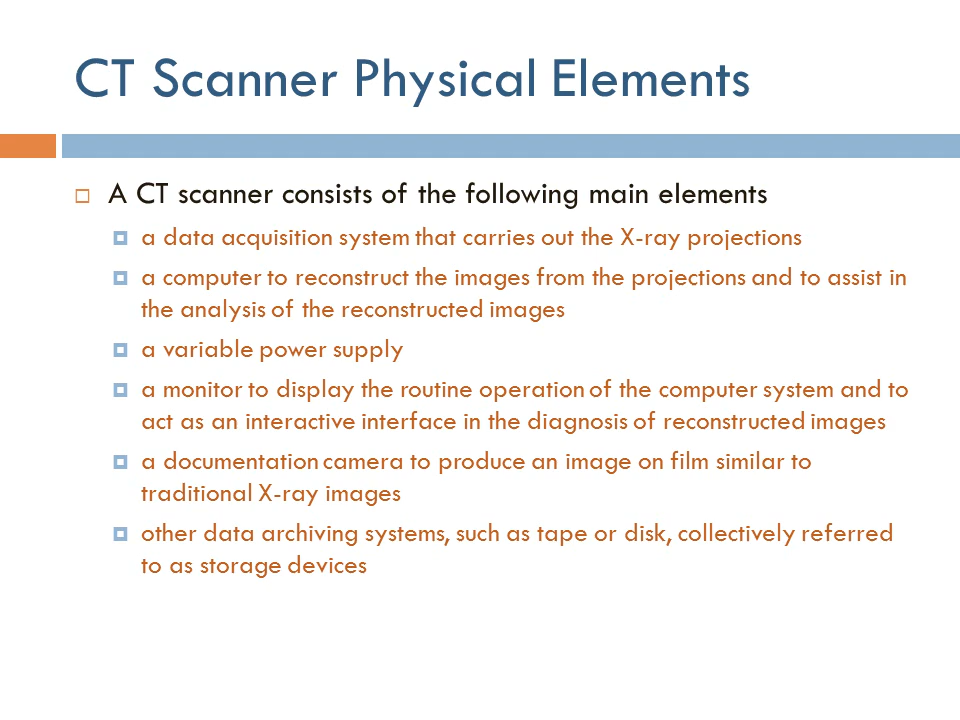 CT Scanner Physical Elements
A CT scanner consists of the following main elements
a data acquisition system that carries out the X-ray projections
a computer to reconstruct the images from the projections and to assist in
the analysis of the reconstructed images
a variable power supply
a monitor to display the routine operation of the computer system and to
act as an interactive interface in the diagnosis of reconstructed images
a documentation camera to produce an image on film similar to
traditional X-ray images
other data archiving systems, such as tape or disk, collectively referred
to as storage devices